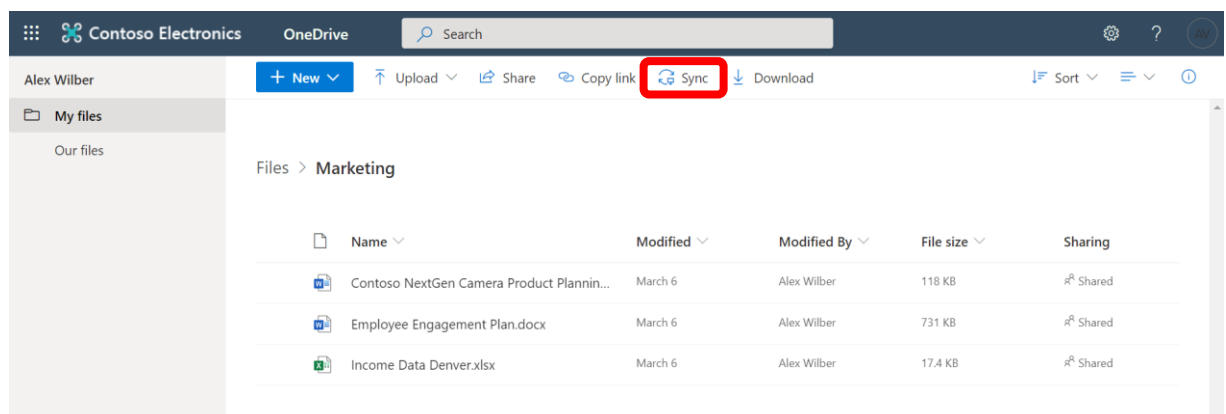 Contoso Electronics OneDrive Search ? AV
Alex Wilber + New Upload Share Copy link Sync Download Sort
My files
Our files
Files > Marketing
Name Modified Modified By File size Sharing
Contoso NextGen Camera Product Plannin... March 6 Alex Wilber 118 KB Shared
Employee Engagement Plan.docx March 6 Alex Wilber 731 KB Shared
Income Data Denver.xlsx March 6 Alex Wilber 17.4 KB Shared